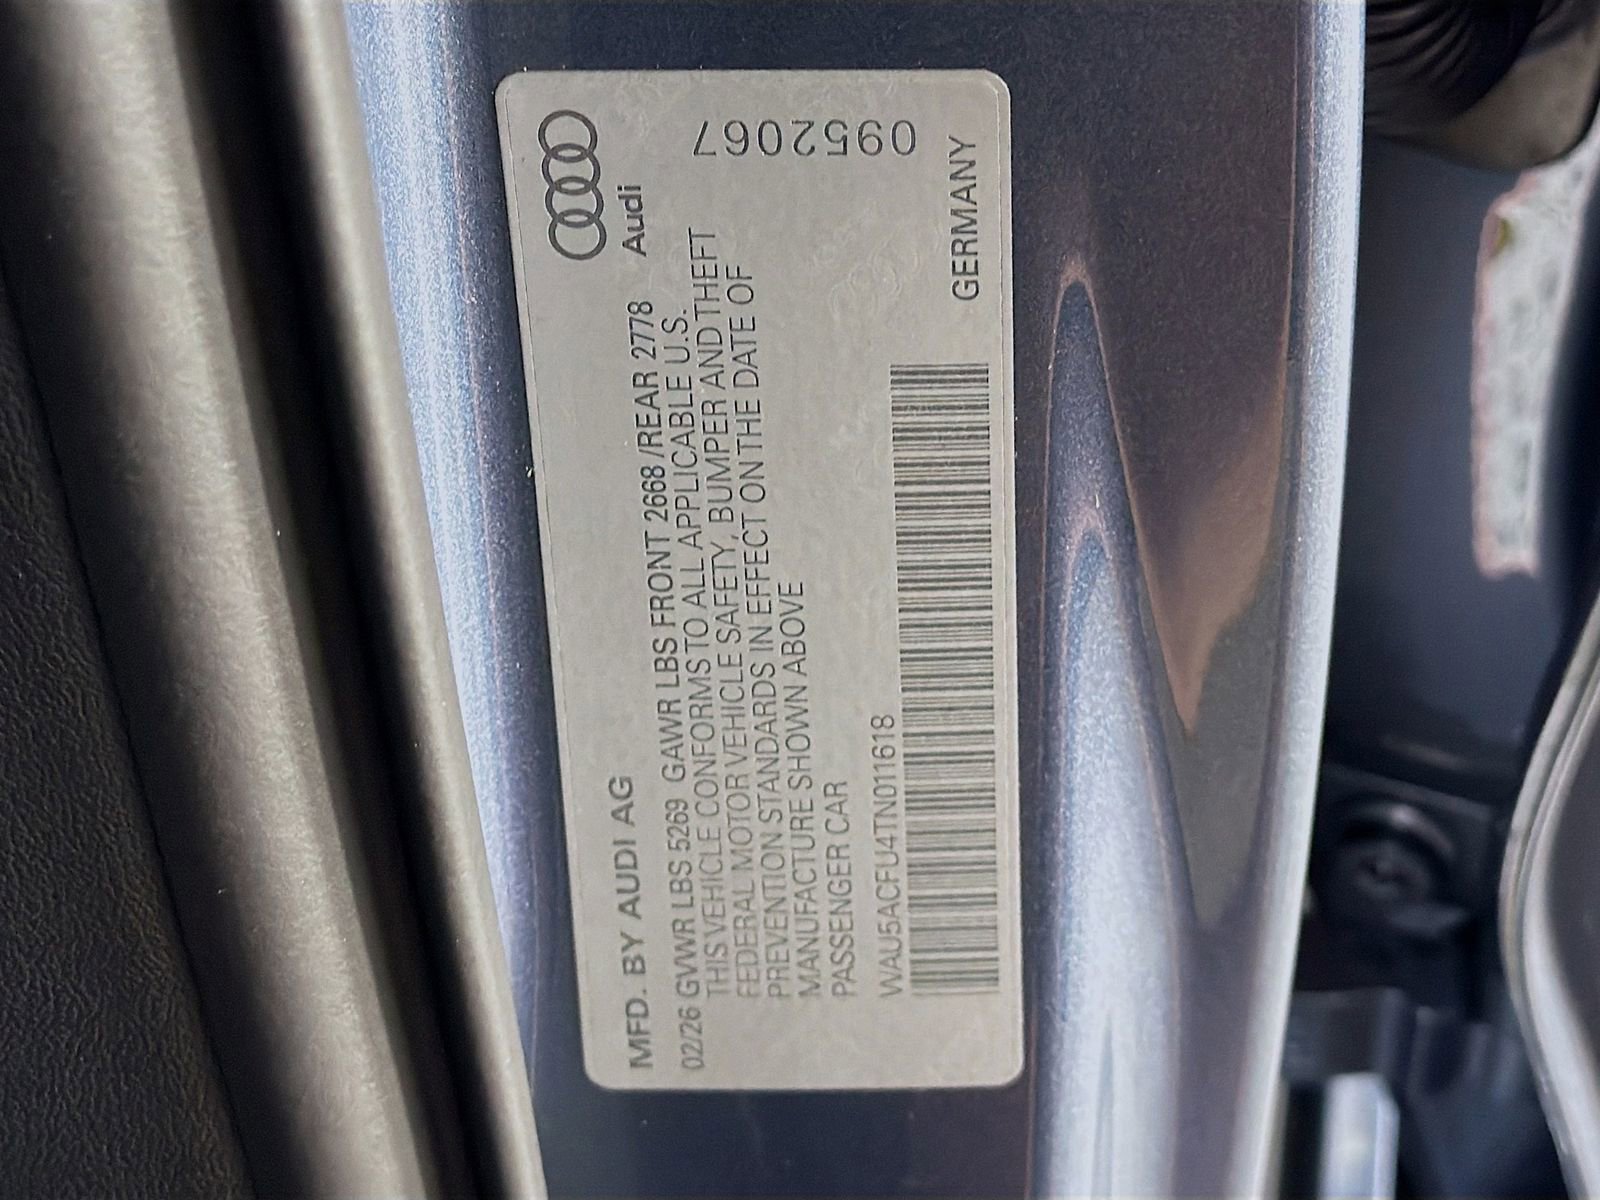 MFD. BY AUDI AG
Audi
02/26 GVWR LBS 5269 GAWR LBS FRONT 2668 /REAR 2778
THIS VEHICLE CONFORMS TO ALL APPLICABLE U.S.
FEDERAL MOTOR VEHICLE SAFETY, BUMPER AND THEFT
PREVENTION STANDARDS IN EFFECT ON THE DATE OF
MANUFACTURE SHOWN ABOVE
PASSENGER CAR
0952067
WAU5ACFU4TN011618
GERMANY